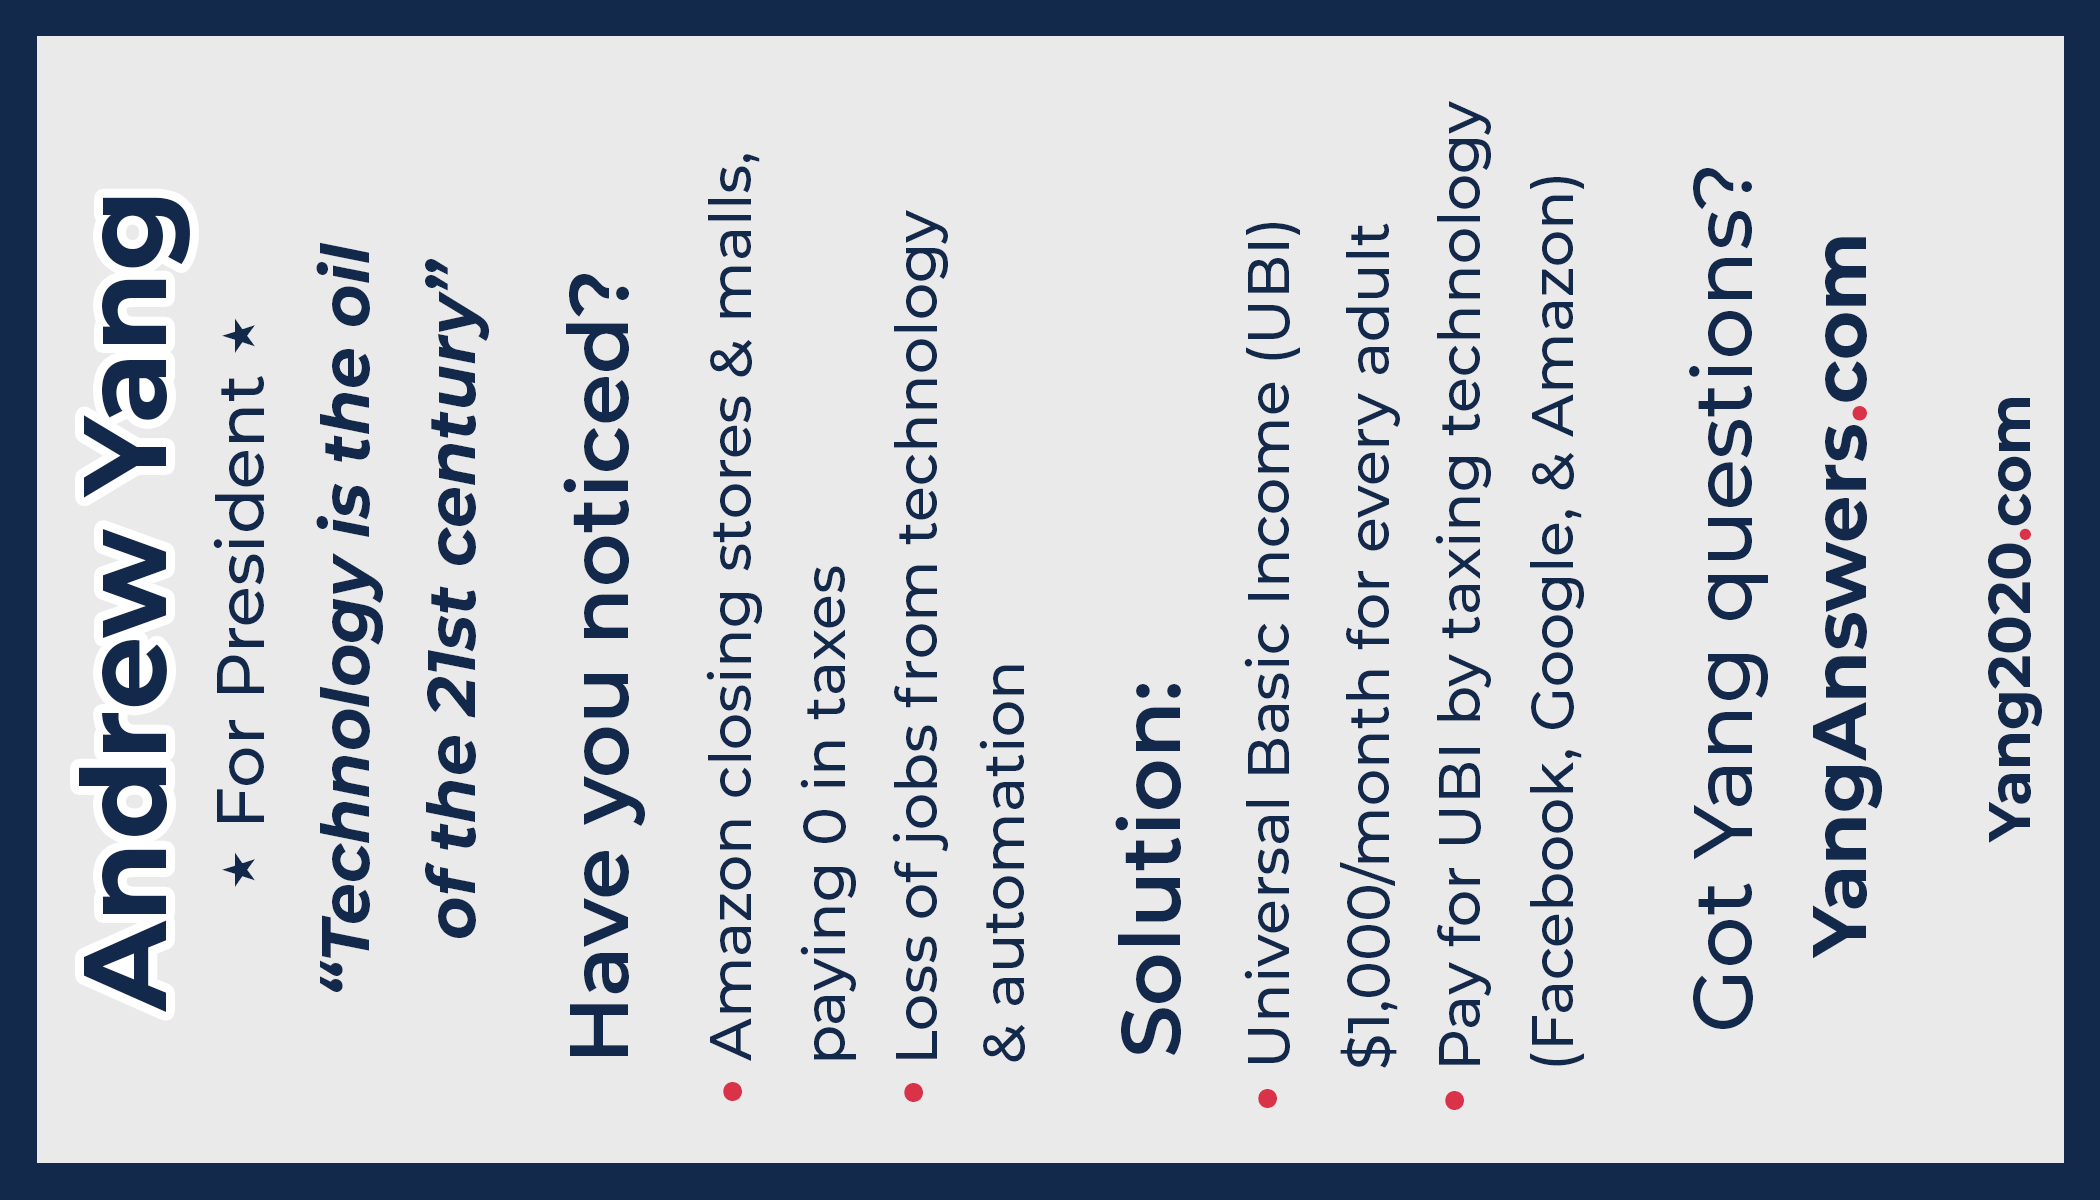 Andrew Yang
★ For President ★
“Technology is the oil
of the 21st century”
Have you noticed?
• Amazon closing stores & malls,
paying 0 in taxes
• Loss of jobs from technology
& automation
Solution:
• Universal Basic Income (UBI)
$1,000/month for every adult
• Pay for UBI by taxing technology
(Facebook, Google, & Amazon)
Got Yang questions?
YangAnswers.com
Yang2020.com